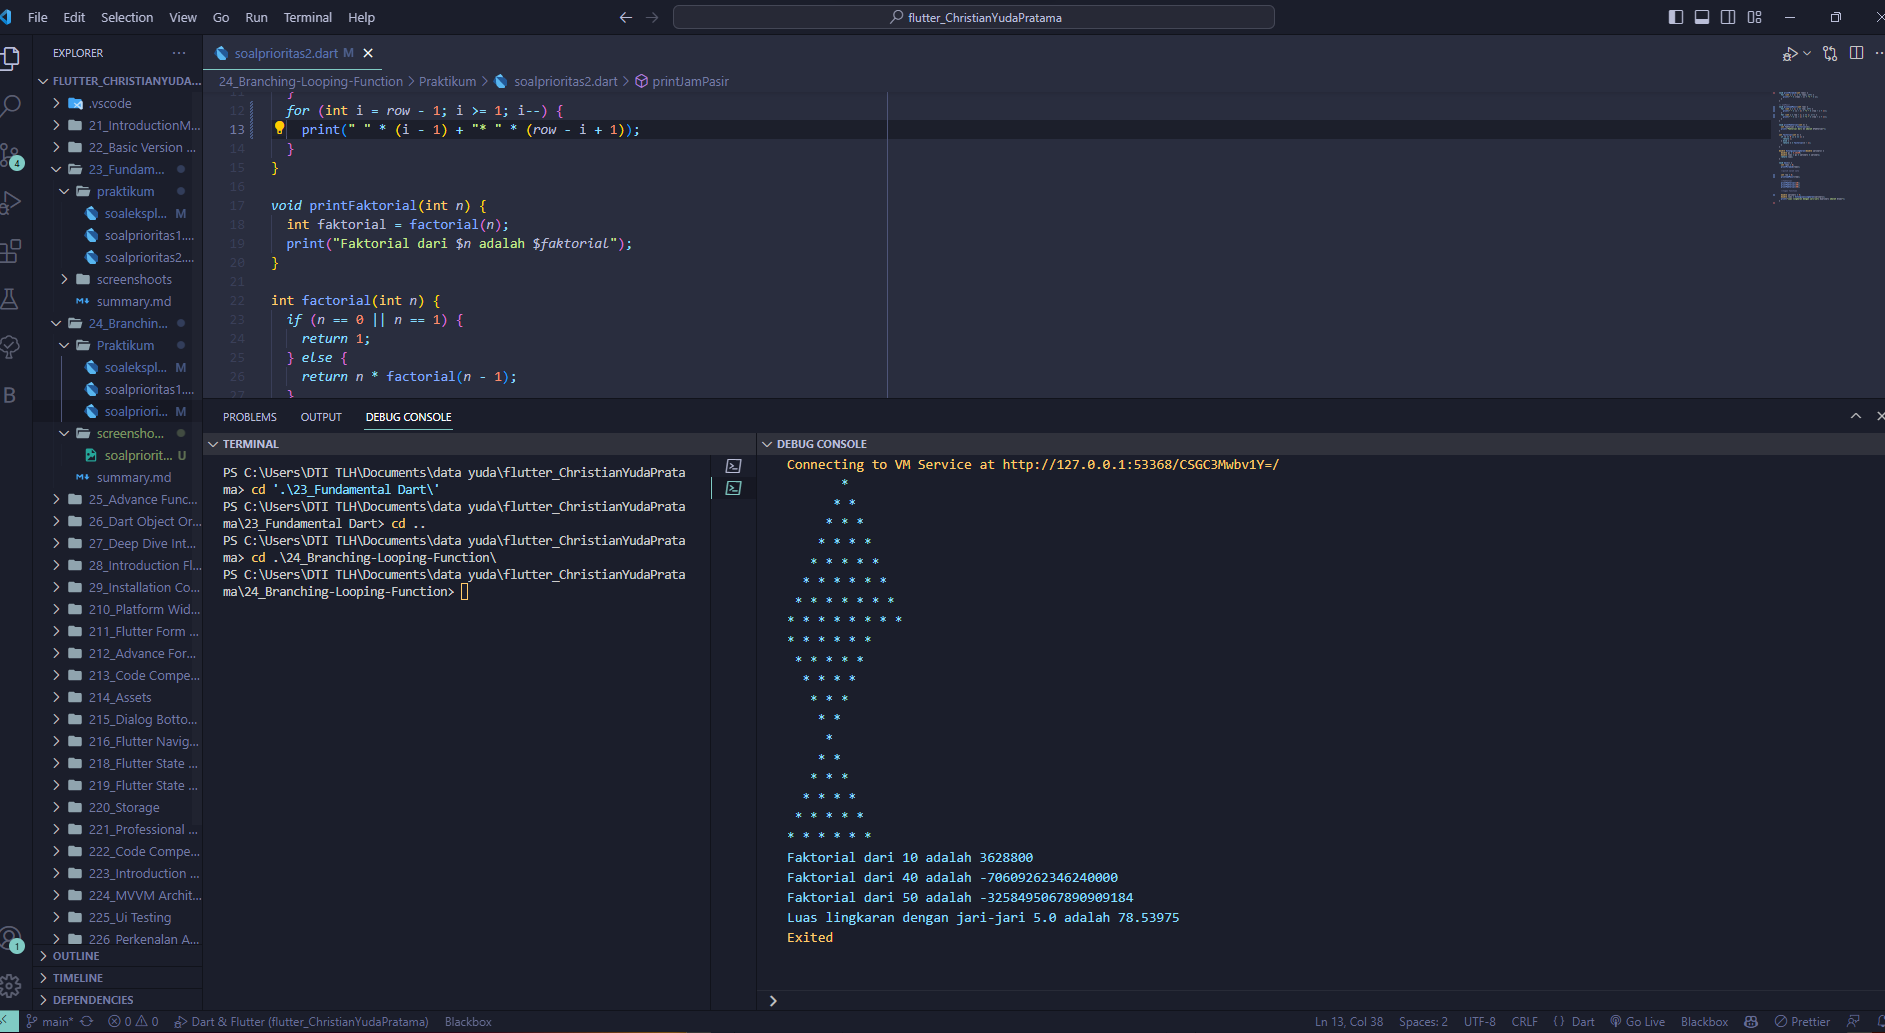 File Edit Selection View Go Run Terminal Help
flutter_ChristianYudaPratama
EXPLORER
FLUTTER_CHRISTIANYUDA...
.vscode
21_IntroductionM...
22_Basic Version ...
23_Fundam...
praktikum
soalekspl... M
soalprioritas1....
soalprioritas2....
screenshoots
summary.md
24_Branchin...
Praktikum
soalekspl... M
soalprioritas1....
soalpriori... M
screensho...
soalpriorit... U
summary.md
25_Advance Func...
26_Dart Object Or...
27_Deep Dive Int...
28_Introduction Fl...
29_Installation Co...
210_Platform Wid...
211_Flutter Form ...
212_Advance For...
213_Code Compe...
214_Assets
215_Dialog Botto...
216_Flutter Navig...
218_Flutter State ...
219_Flutter State ...
220_Storage
221_Professional ...
222_Code Compe...
223_Introduction ...
224_MVVM Archit...
225_Ui Testing
226 Perkenalan A...
OUTLINE
TIMELINE
DEPENDENCIES
4
B
1
soalprioritas2.dart M
24_Branching-Looping-Function > Praktikum > soalprioritas2.dart > printJamPasir
11 }
12 for (int i = row - 1; i >= 1; i--) {
13 print(" " * (i - 1) + "* " * (row - i + 1));
14 }
15 }
16
17 void printFaktorial(int n) {
18 int faktorial = factorial(n);
19 print("Faktorial dari $n adalah $faktorial");
20 }
21
22 int factorial(int n) {
23 if (n == 0 || n == 1) {
24 return 1;
25 } else {
26 return n * factorial(n - 1);
27 }
PROBLEMS OUTPUT DEBUG CONSOLE
TERMINAL
PS C:\Users\DTI TLH\Documents\data yuda\flutter_ChristianYudaPrata
ma> cd '.\23_Fundamental Dart\'
PS C:\Users\DTI TLH\Documents\data yuda\flutter_ChristianYudaPrata
ma\23_Fundamental Dart> cd ..
PS C:\Users\DTI TLH\Documents\data yuda\flutter_ChristianYudaPrata
ma> cd .\24_Branching-Looping-Function\
PS C:\Users\DTI TLH\Documents\data yuda\flutter_ChristianYudaPrata
ma\24_Branching-Looping-Function>
DEBUG CONSOLE
Connecting to VM Service at http://127.0.0.1:53368/CSGC3Mwbv1Y=/
*
* *
* * *
* * * *
* * * * *
* * * * * *
* * * * * * *
* * * * * * * *
* * * * * *
* * * * *
* * * *
* * *
* *
*
* *
* * *
* * * *
* * * * *
* * * * * *
Faktorial dari 10 adalah 3628800
Faktorial dari 40 adalah -70609262346240000
Faktorial dari 50 adalah -3258495067890909184
Luas lingkaran dengan jari-jari 5.0 adalah 78.53975
Exited
main* 0 0 Dart & Flutter (flutter_ChristianYudaPratama) Blackbox
Ln 13, Col 38 Spaces: 2 UTF-8 CRLF {} Dart Go Live Blackbox Prettier